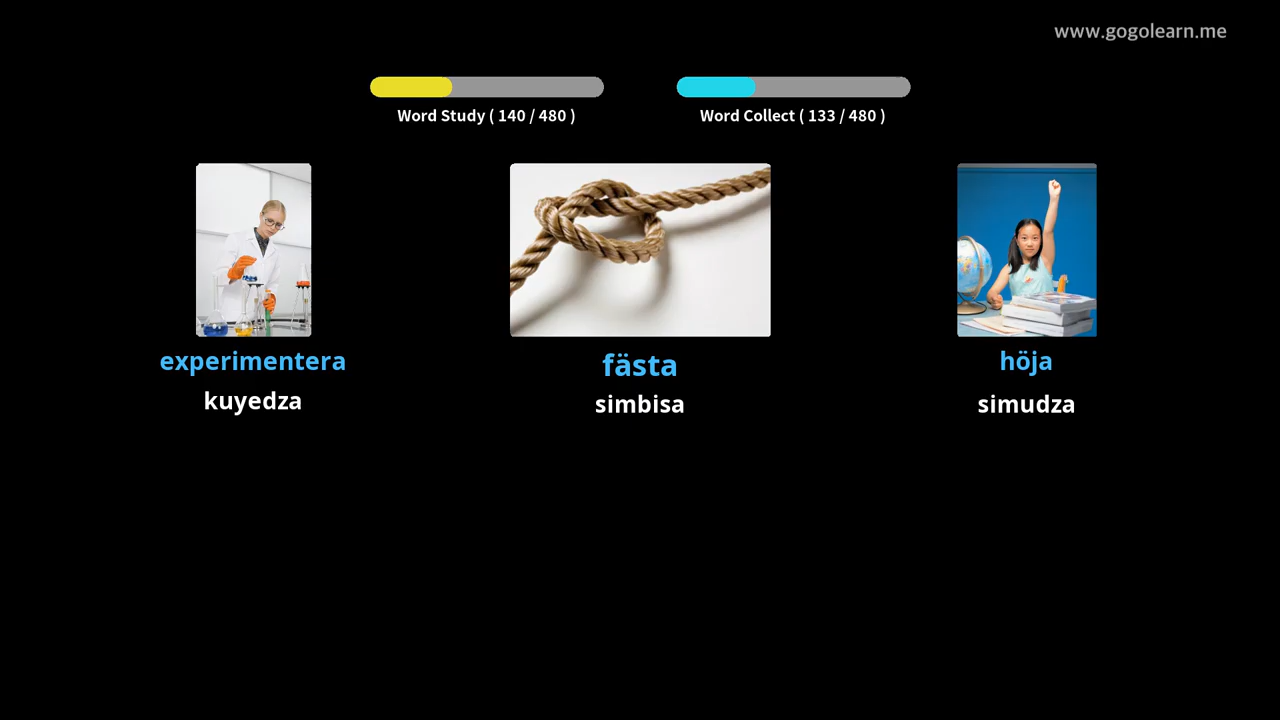 www.gogolearn.me
Word Study ( 140 / 480 )
Word Collect ( 133 / 480 )
experimentera
kuyedza
fästa
simbisa
höja
simudza